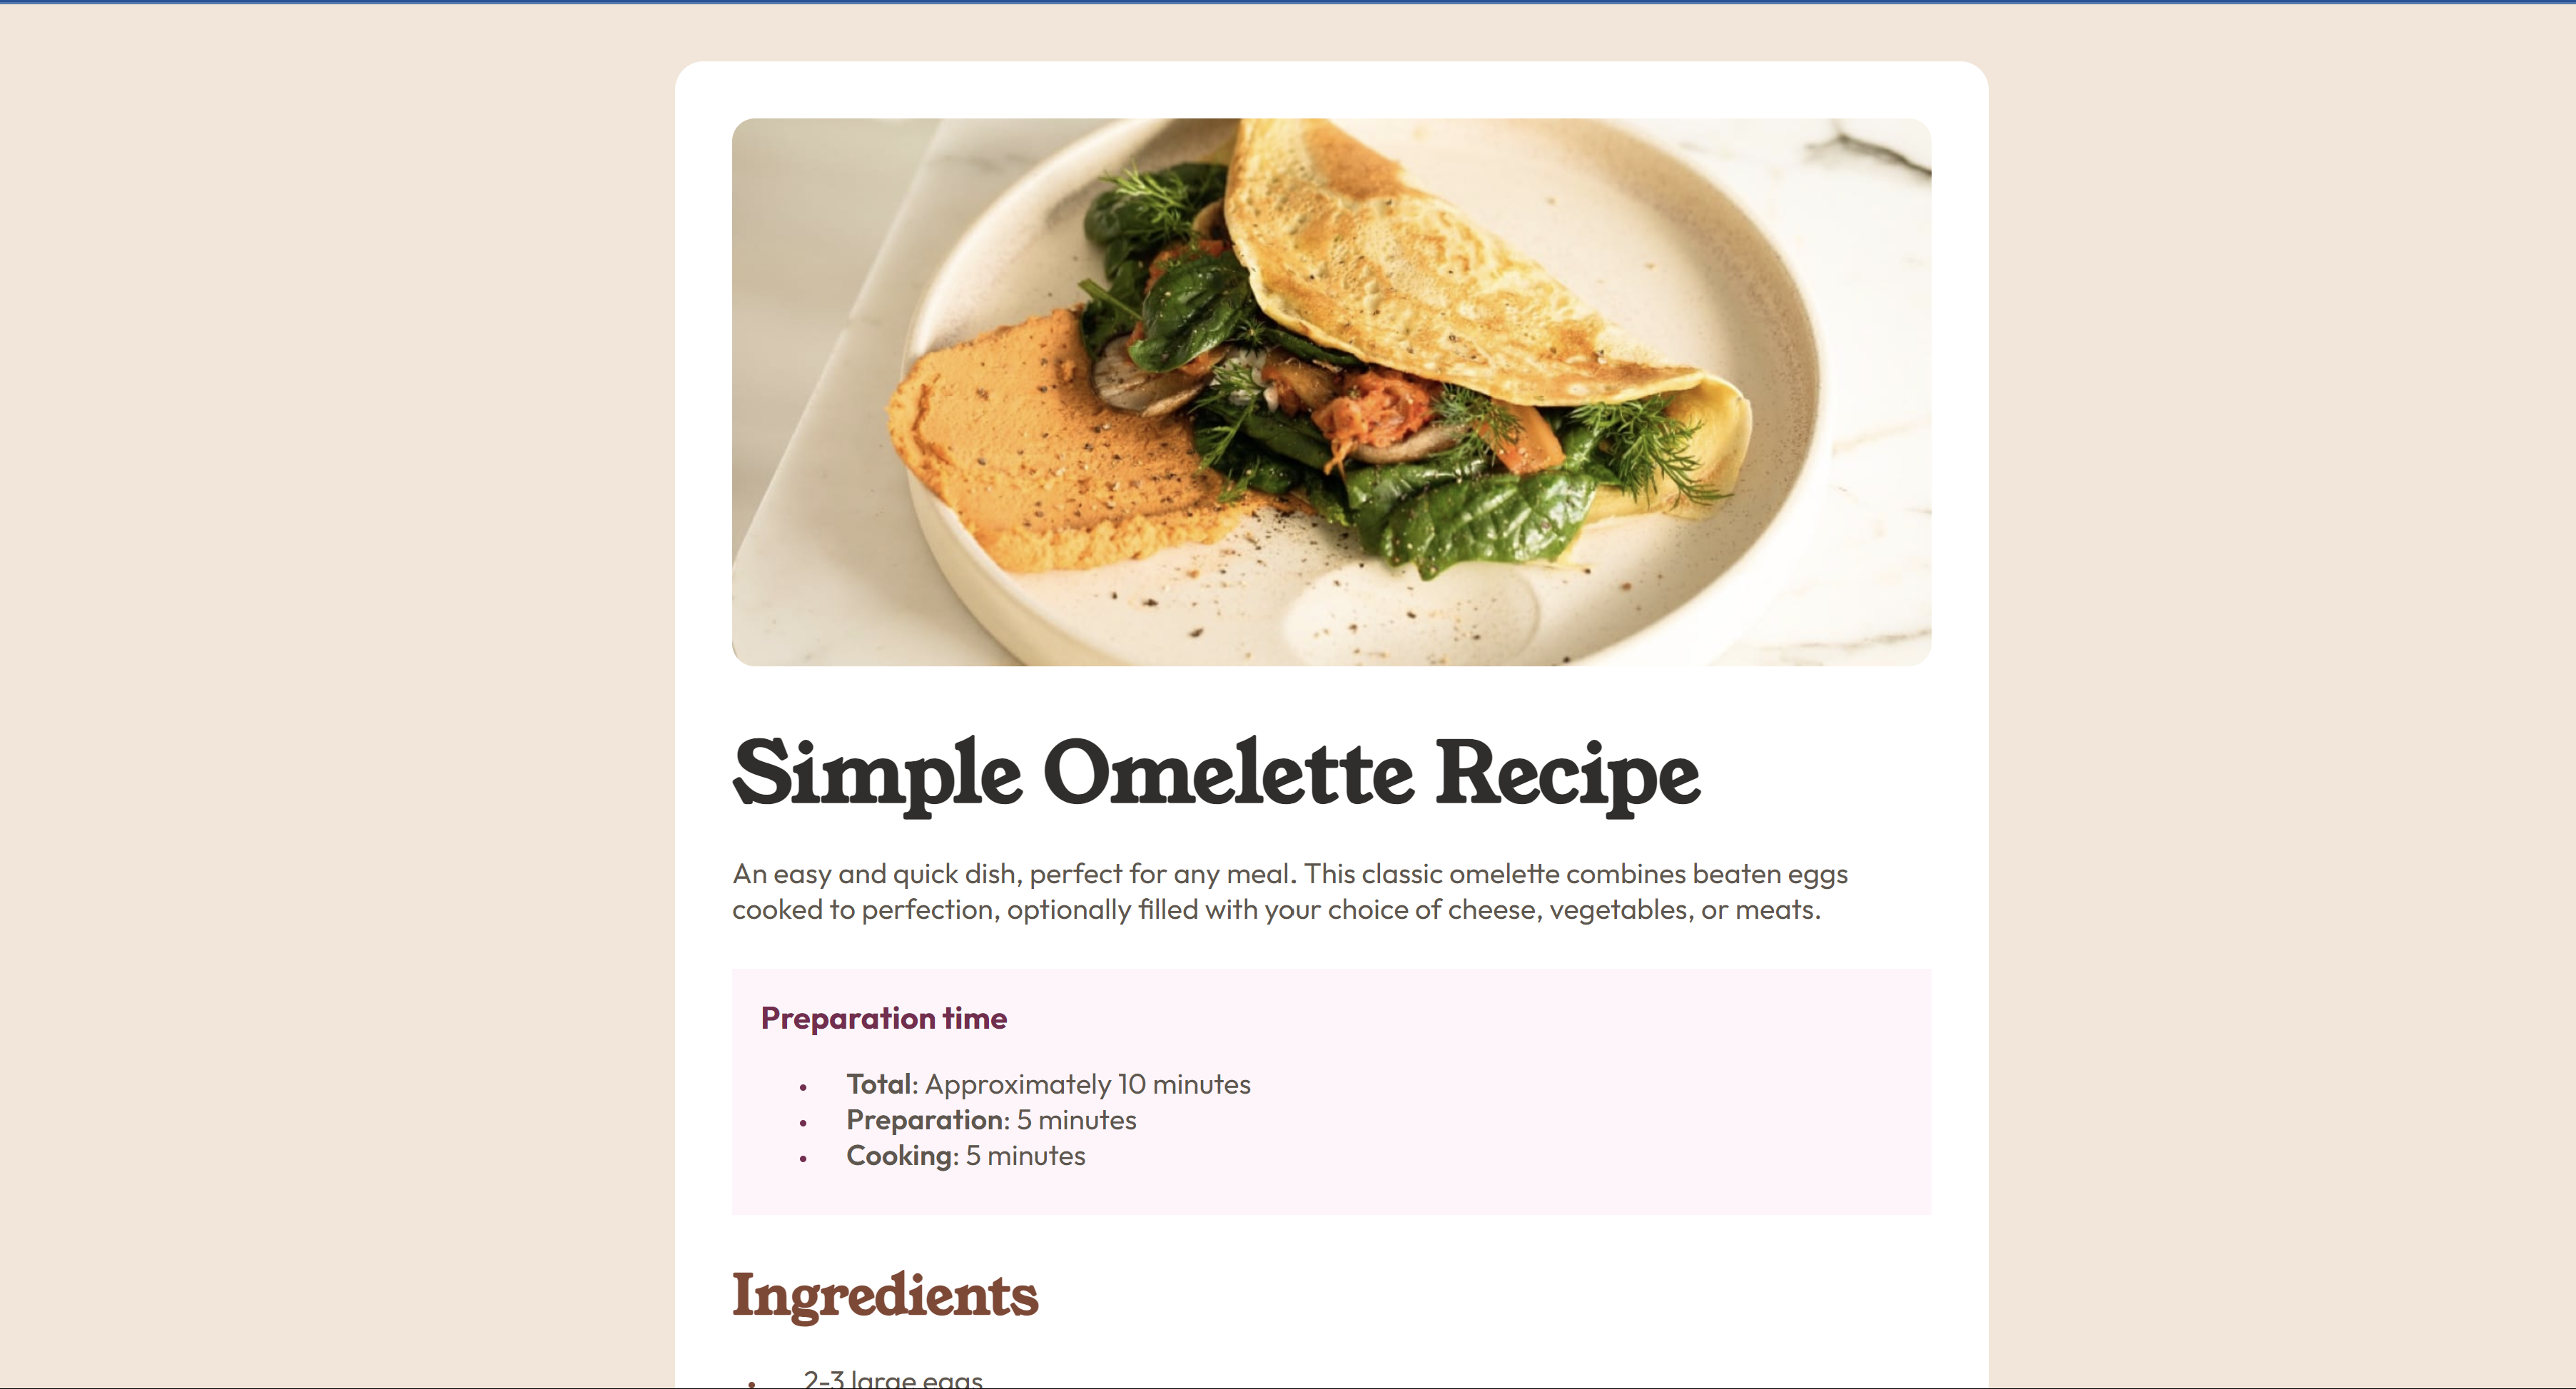 Simple Omelette Recipe
An easy and quick dish, perfect for any meal. This classic omelette combines beaten eggs
cooked to perfection, optionally filled with your choice of cheese, vegetables, or meats.
Preparation time
• Total: Approximately 10 minutes
• Preparation: 5 minutes
• Cooking: 5 minutes
Ingredients
• 2-3 large eggs